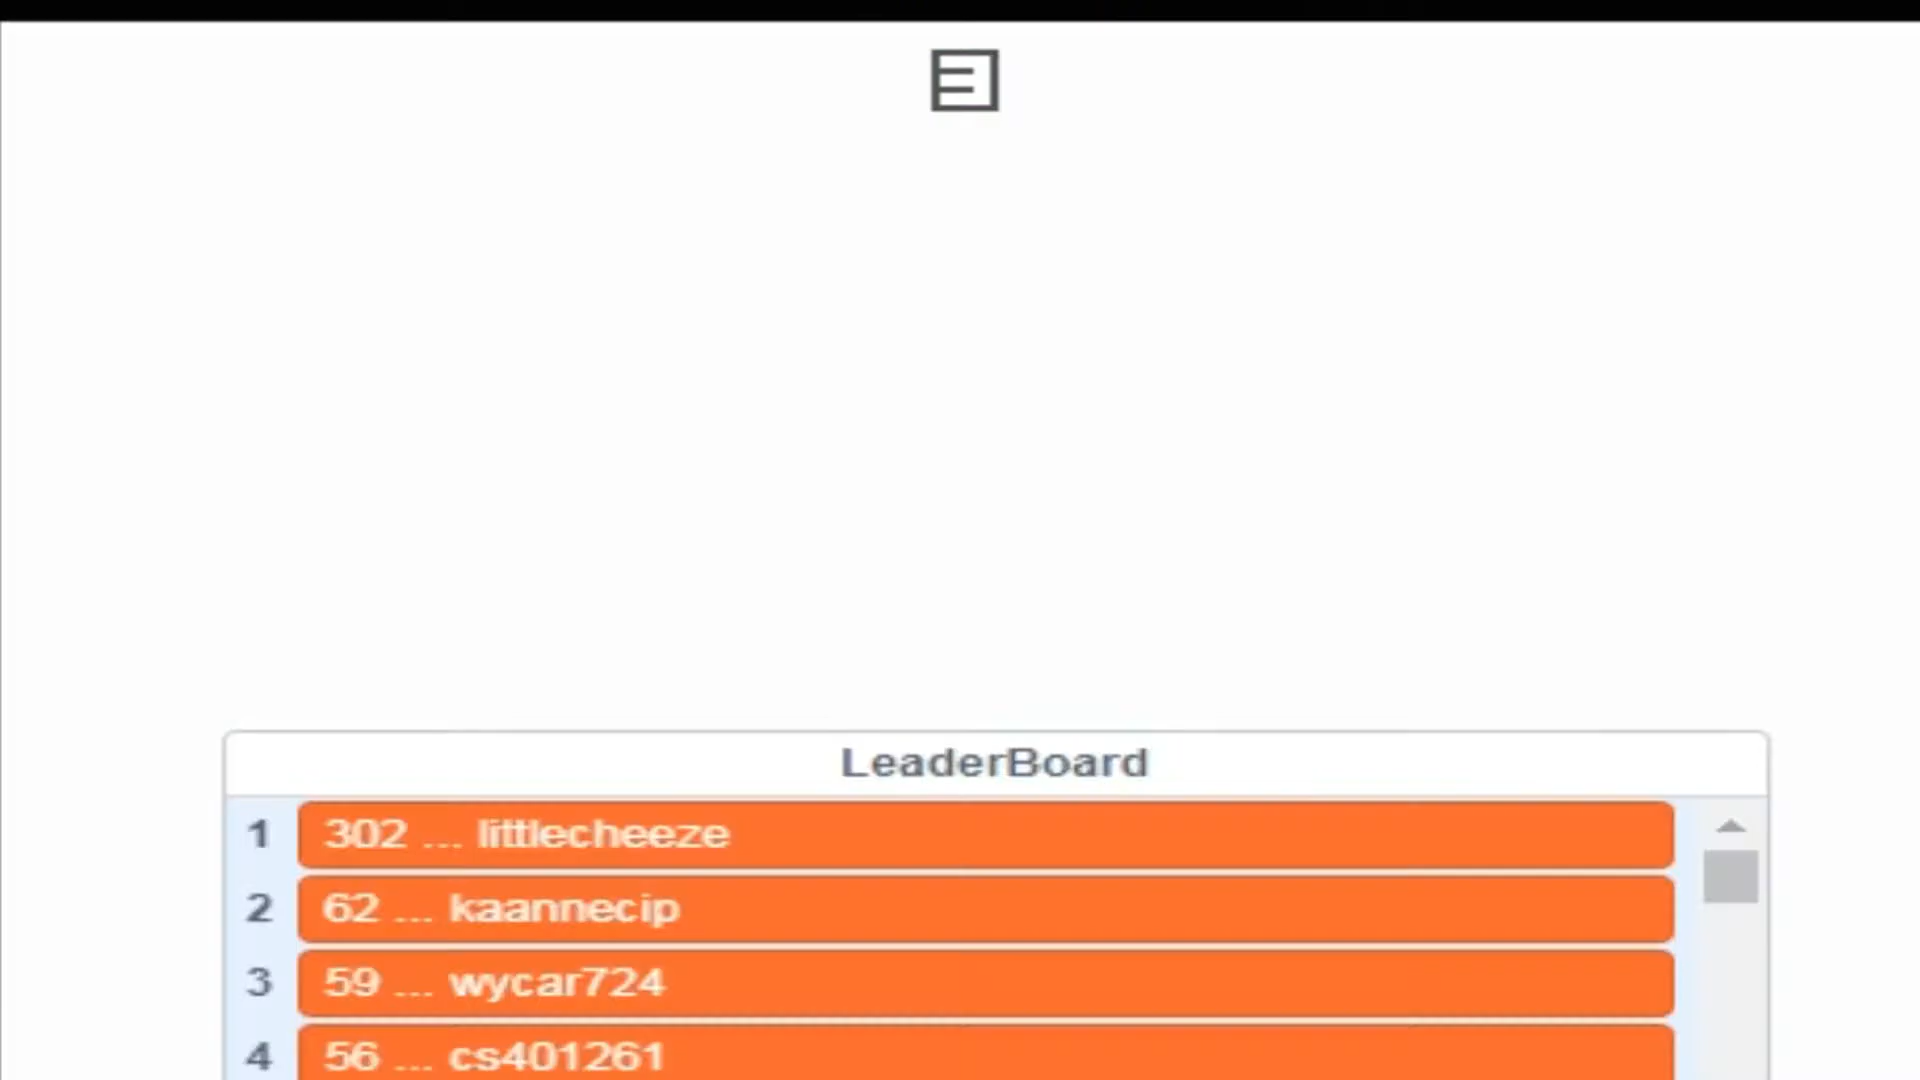 LeaderBoard
1 302 ... littlecheeze
2 62 ... kaannecip
3 59 ... wycar724
4 56 ... cs401261